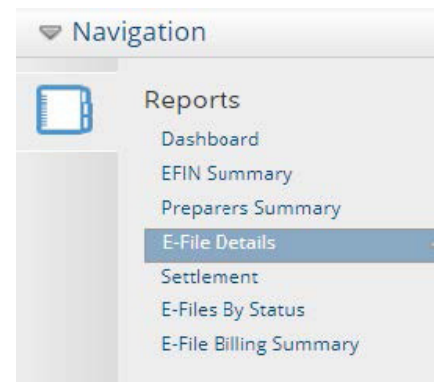 Navigation
Reports
Dashboard
EFIN Summary
Preparers Summary
E-File Details
Settlement
E-Files By Status
E-File Billing Summary